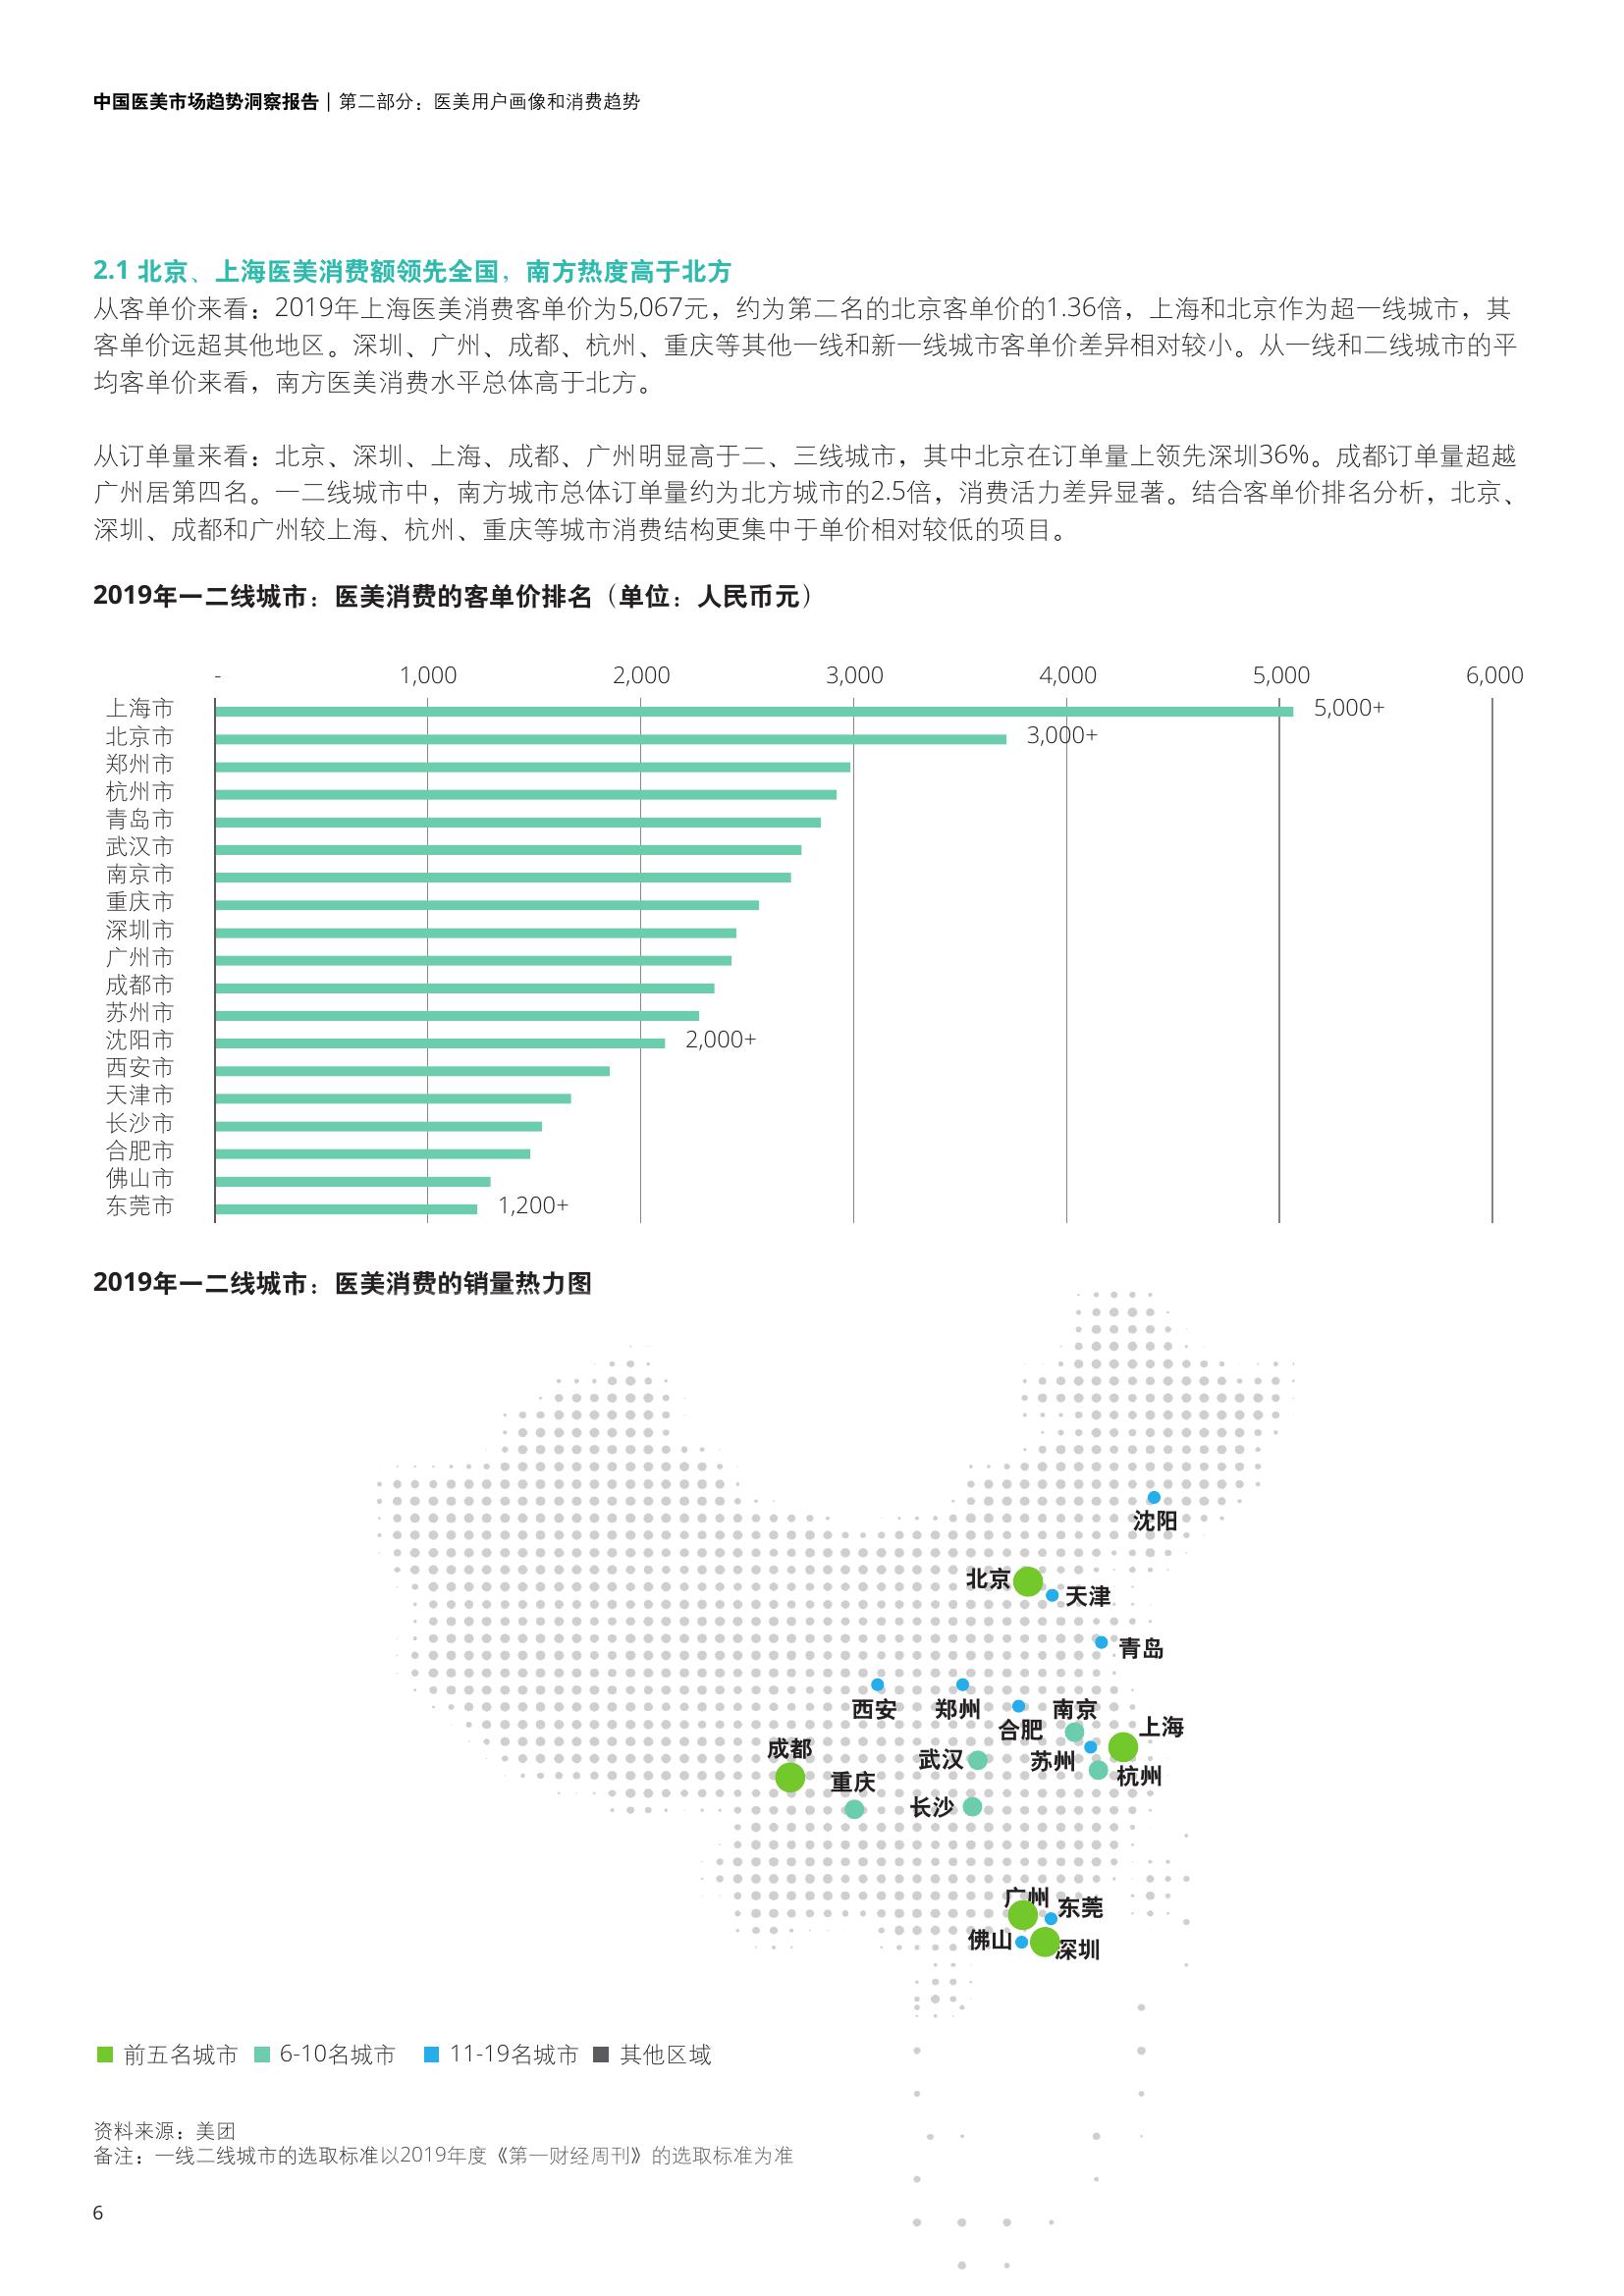 中国医美市场趋势洞察报告 | 第二部分：医美用户画像和消费趋势
2.1 北京、上海医美消费额领先全国，南方热度高于北方
从客单价来看：2019年上海医美消费客单价为5,067元，约为第二名的北京客单价的1.36倍，上海和北京作为超一线城市，其
客单价远超其他地区。深圳、广州、成都、杭州、重庆等其他一线和新一线城市客单价差异相对较小。从一线和二线城市的平
均客单价来看，南方医美消费水平总体高于北方。
从订单量来看：北京、深圳、上海、成都、广州明显高于二、三线城市，其中北京在订单量上领先深圳36%。成都订单量超越
广州居第四名。一二线城市中，南方城市总体订单量约为北方城市的2.5倍，消费活力差异显著。结合客单价排名分析，北京、
深圳、成都和广州较上海、杭州、重庆等城市消费结构更集中于单价相对较低的项目。
2019年一二线城市：医美消费的客单价排名（单位：人民币元）
- 1,000 2,000 3,000 4,000 5,000 6,000
上海市 5,000+
北京市 3,000+
郑州市
杭州市
青岛市
武汉市
南京市
重庆市
深圳市
广州市
成都市
苏州市
沈阳市 2,000+
西安市
天津市
长沙市
合肥市
佛山市
东莞市 1,200+
2019年一二线城市：医美消费的销量热力图
沈阳
北京
天津
青岛
西安 郑州 南京
合肥 上海
成都 武汉 苏州
重庆 杭州
长沙
广州
东莞
佛山
深圳
前五名城市 6-10名城市 11-19名城市 其他区域
资料来源：美团
备注：一线二线城市的选取标准以2019年度《第一财经周刊》的选取标准为准
6